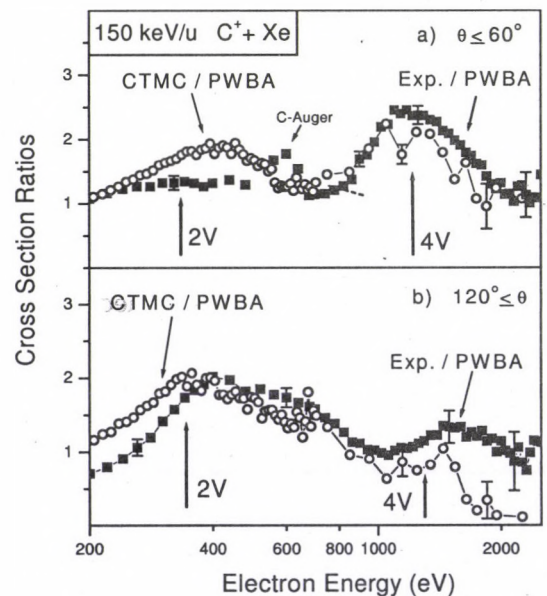 150 keV/u C⁺+ Xe
a) θ ≤ 60°
CTMC / PWBA
Exp. / PWBA
C-Auger
3
2
1
2V
4V
Cross Section Ratios
b) 120° ≤ θ
CTMC / PWBA
Exp. / PWBA
3
2
1
0
2V
4V
200 400 600 800 1000 2000
Electron Energy (eV)